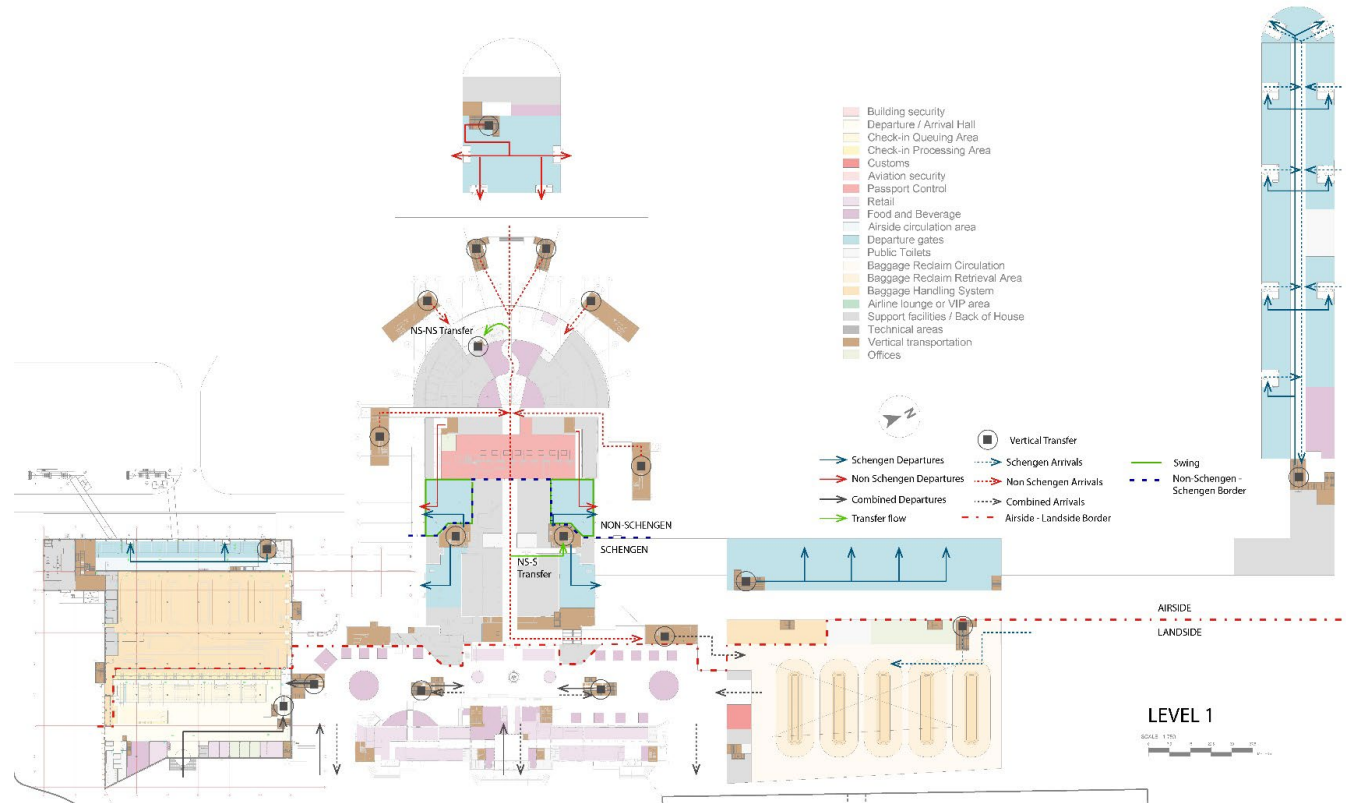 Building security
Departure / Arrival Hall
Check-in Queuing Area
Check-in Processing Area
Customs
Aviation security
Passport Control
Retail
Food and Beverage
Airside circulation area
Departure gates
Public Toilets
Baggage Reclaim Circulation
Baggage Reclaim Retrieval Area
Baggage Handling System
Airline lounge or VIP area
Support facilities / Back of House
Technical areas
Vertical transportation
Offices
NS-NS Transfer
N
Vertical Transfer
Schengen Departures
Schengen Arrivals
Swing
Non Schengen Departures
Non Schengen Arrivals
Non-Schengen -
Schengen Border
Combined Departures
Combined Arrivals
Transfer flow
Airside - Landside Border
NON-SCHENGEN
SCHENGEN
NS-S
Transfer
AIRSIDE
LANDSIDE
LEVEL 1